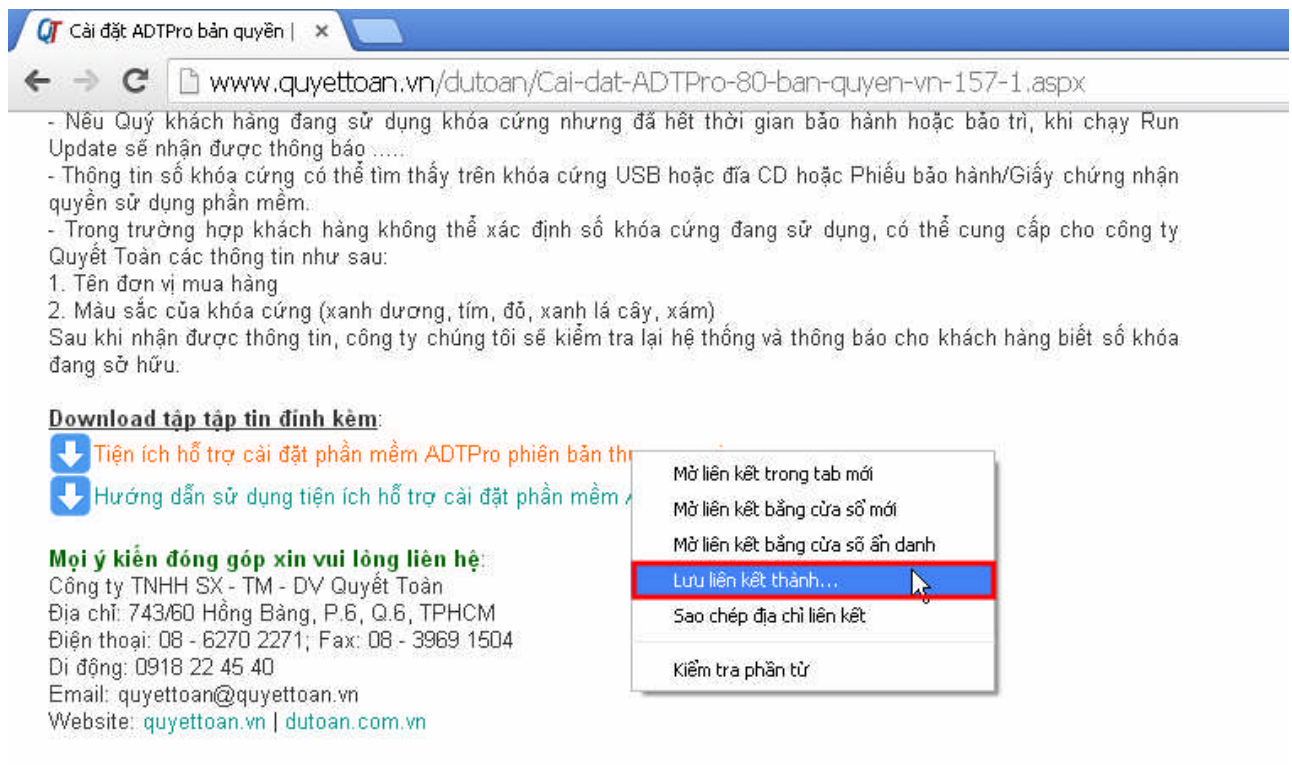 Cài đặt ADTPro bản quyền |
www.quyettoan.vn/dutoan/Cai-dat-ADTPro-80-ban-quyen-vn-157-1.aspx
- Nếu Quý khách hàng đang sử dụng khóa cứng nhưng đã hết thời gian bảo hành hoặc bảo trì, khi chạy Run
Update sẽ nhận được thông báo .....
- Thông tin số khóa cứng có thể tìm thấy trên khóa cứng USB hoặc đĩa CD hoặc Phiếu bảo hành/Giấy chứng nhận
quyền sử dụng phần mềm.
- Trong trường hợp khách hàng không thể xác định số khóa cứng đang sử dụng, có thể cung cấp cho công ty
Quyết Toàn các thông tin như sau:
1. Tên đơn vị mua hàng
2. Màu sắc của khóa cứng (xanh dương, tím, đỏ, xanh lá cây, xám)
Sau khi nhận được thông tin, công ty chúng tôi sẽ kiểm tra lại hệ thống và thông báo cho khách hàng biết số khóa
đang sở hữu.
Download tập tập tin đính kèm:
Tiện ích hỗ trợ cài đặt phần mềm ADTPro phiên bản
Hướng dẫn sử dụng tiện ích hỗ trợ cài đặt phần mềm
Mở liên kết trong tab mới
Mở liên kết bằng cửa sổ mới
Mở liên kết bằng cửa sổ ẩn danh
Lưu liên kết thành...
Sao chép địa chỉ liên kết
Kiểm tra phần tử
Mọi ý kiến đóng góp xin vui lòng liên hệ:
Công ty TNHH SX - TM - DV Quyết Toàn
Địa chỉ: 743/60 Hồng Bàng, P.6, Q.6, TPHCM
Điện thoại: 08 - 6270 2271; Fax: 08 - 3969 1504
Di động: 0918 22 45 40
Email: quyettoan@quyettoan.vn
Website: quyettoan.vn | dutoan.com.vn